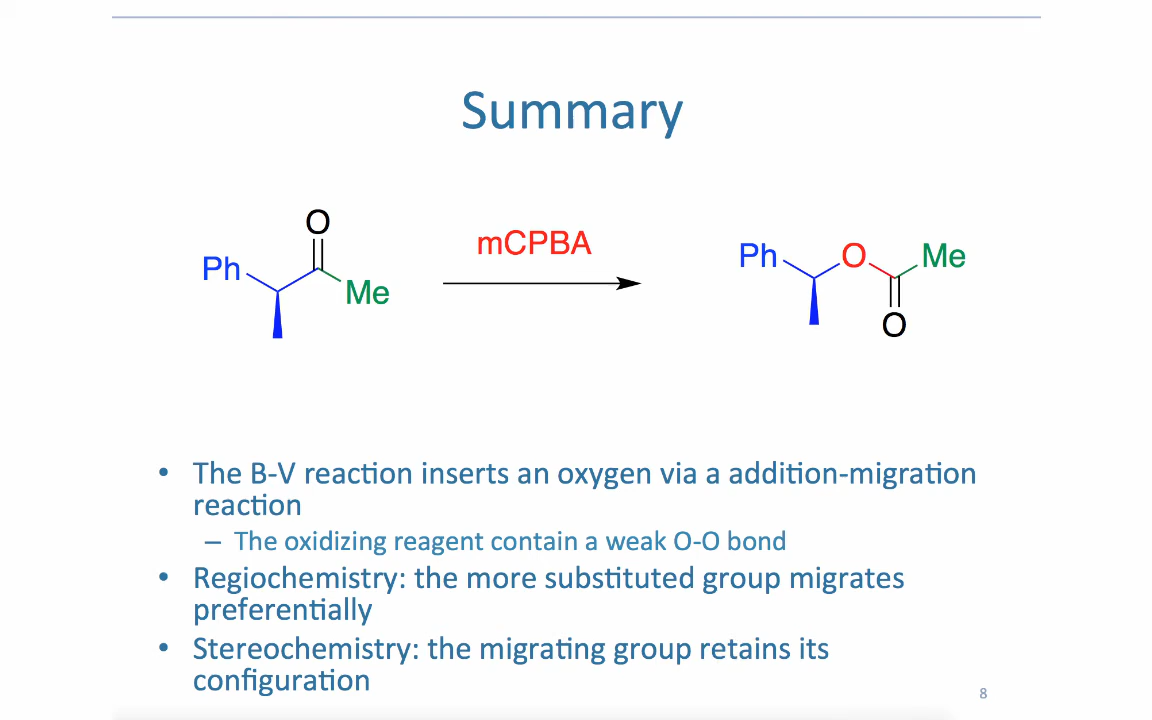 Summary
O
Ph
Me
mCPBA
Ph
O
Me
O
• The B-V reaction inserts an oxygen via a addition-migration
reaction
– The oxidizing reagent contain a weak O-O bond
• Regiochemistry: the more substituted group migrates
preferentially
• Stereochemistry: the migrating group retains its
configuration
8